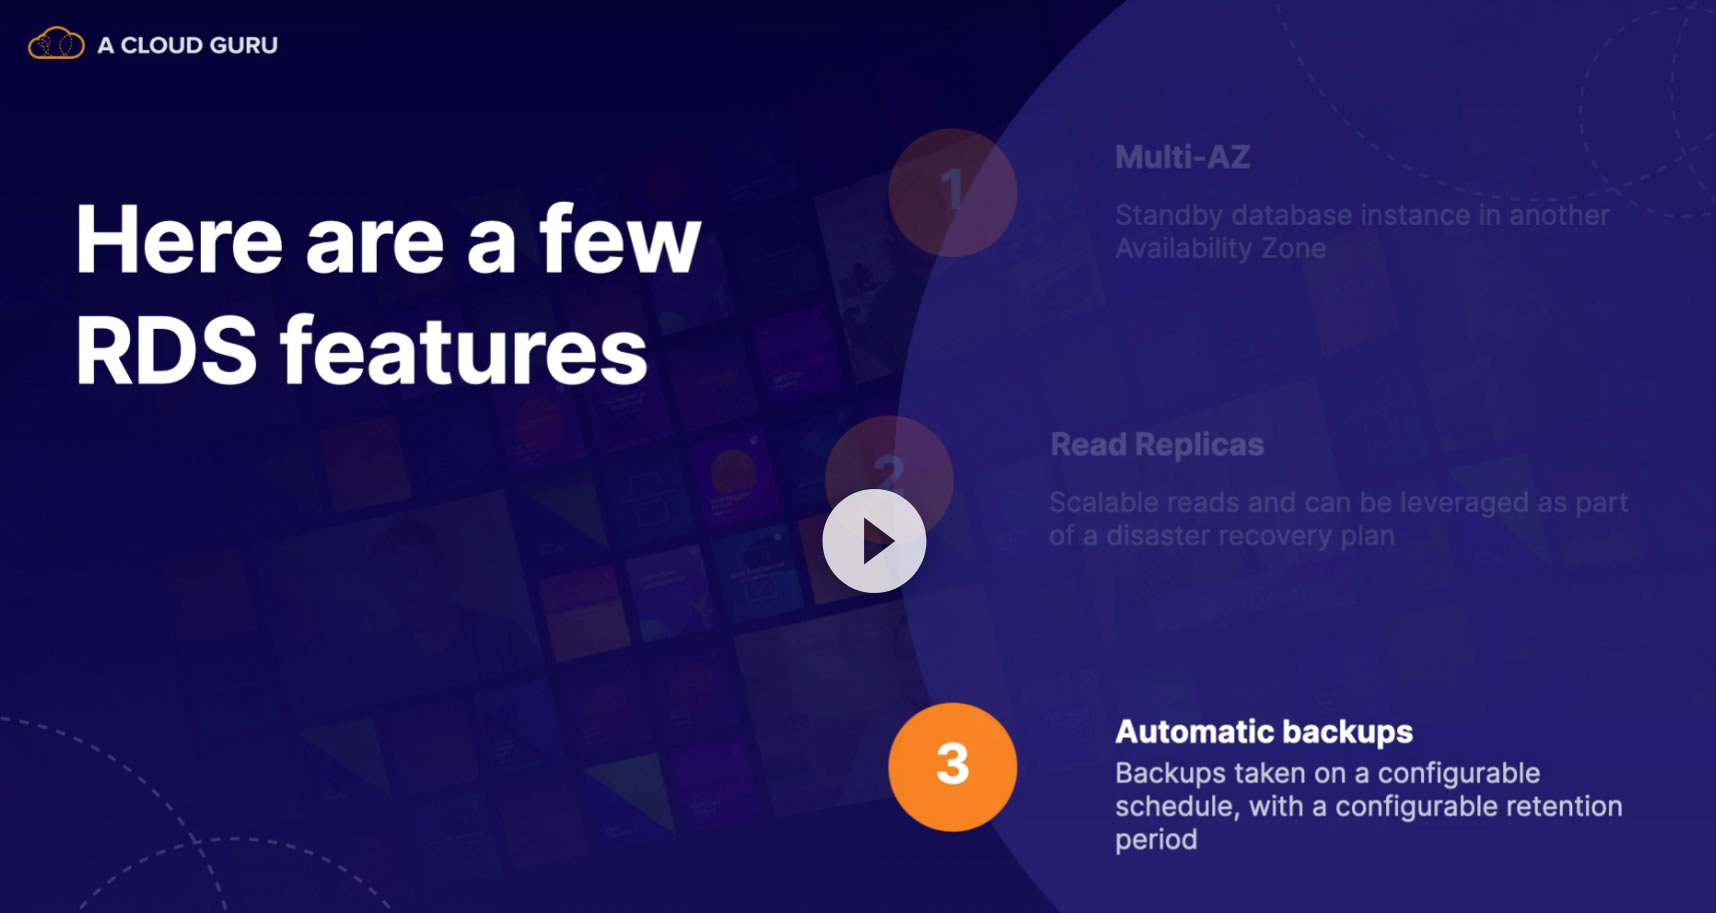 A CLOUD GURU
Here are a few
RDS features
1
Multi-AZ
Standby database instance in another
Availability Zone
2
Read Replicas
Scalable reads and can be leveraged as part
of a disaster recovery plan
3
Automatic backups
Backups taken on a configurable
schedule, with a configurable retention
period